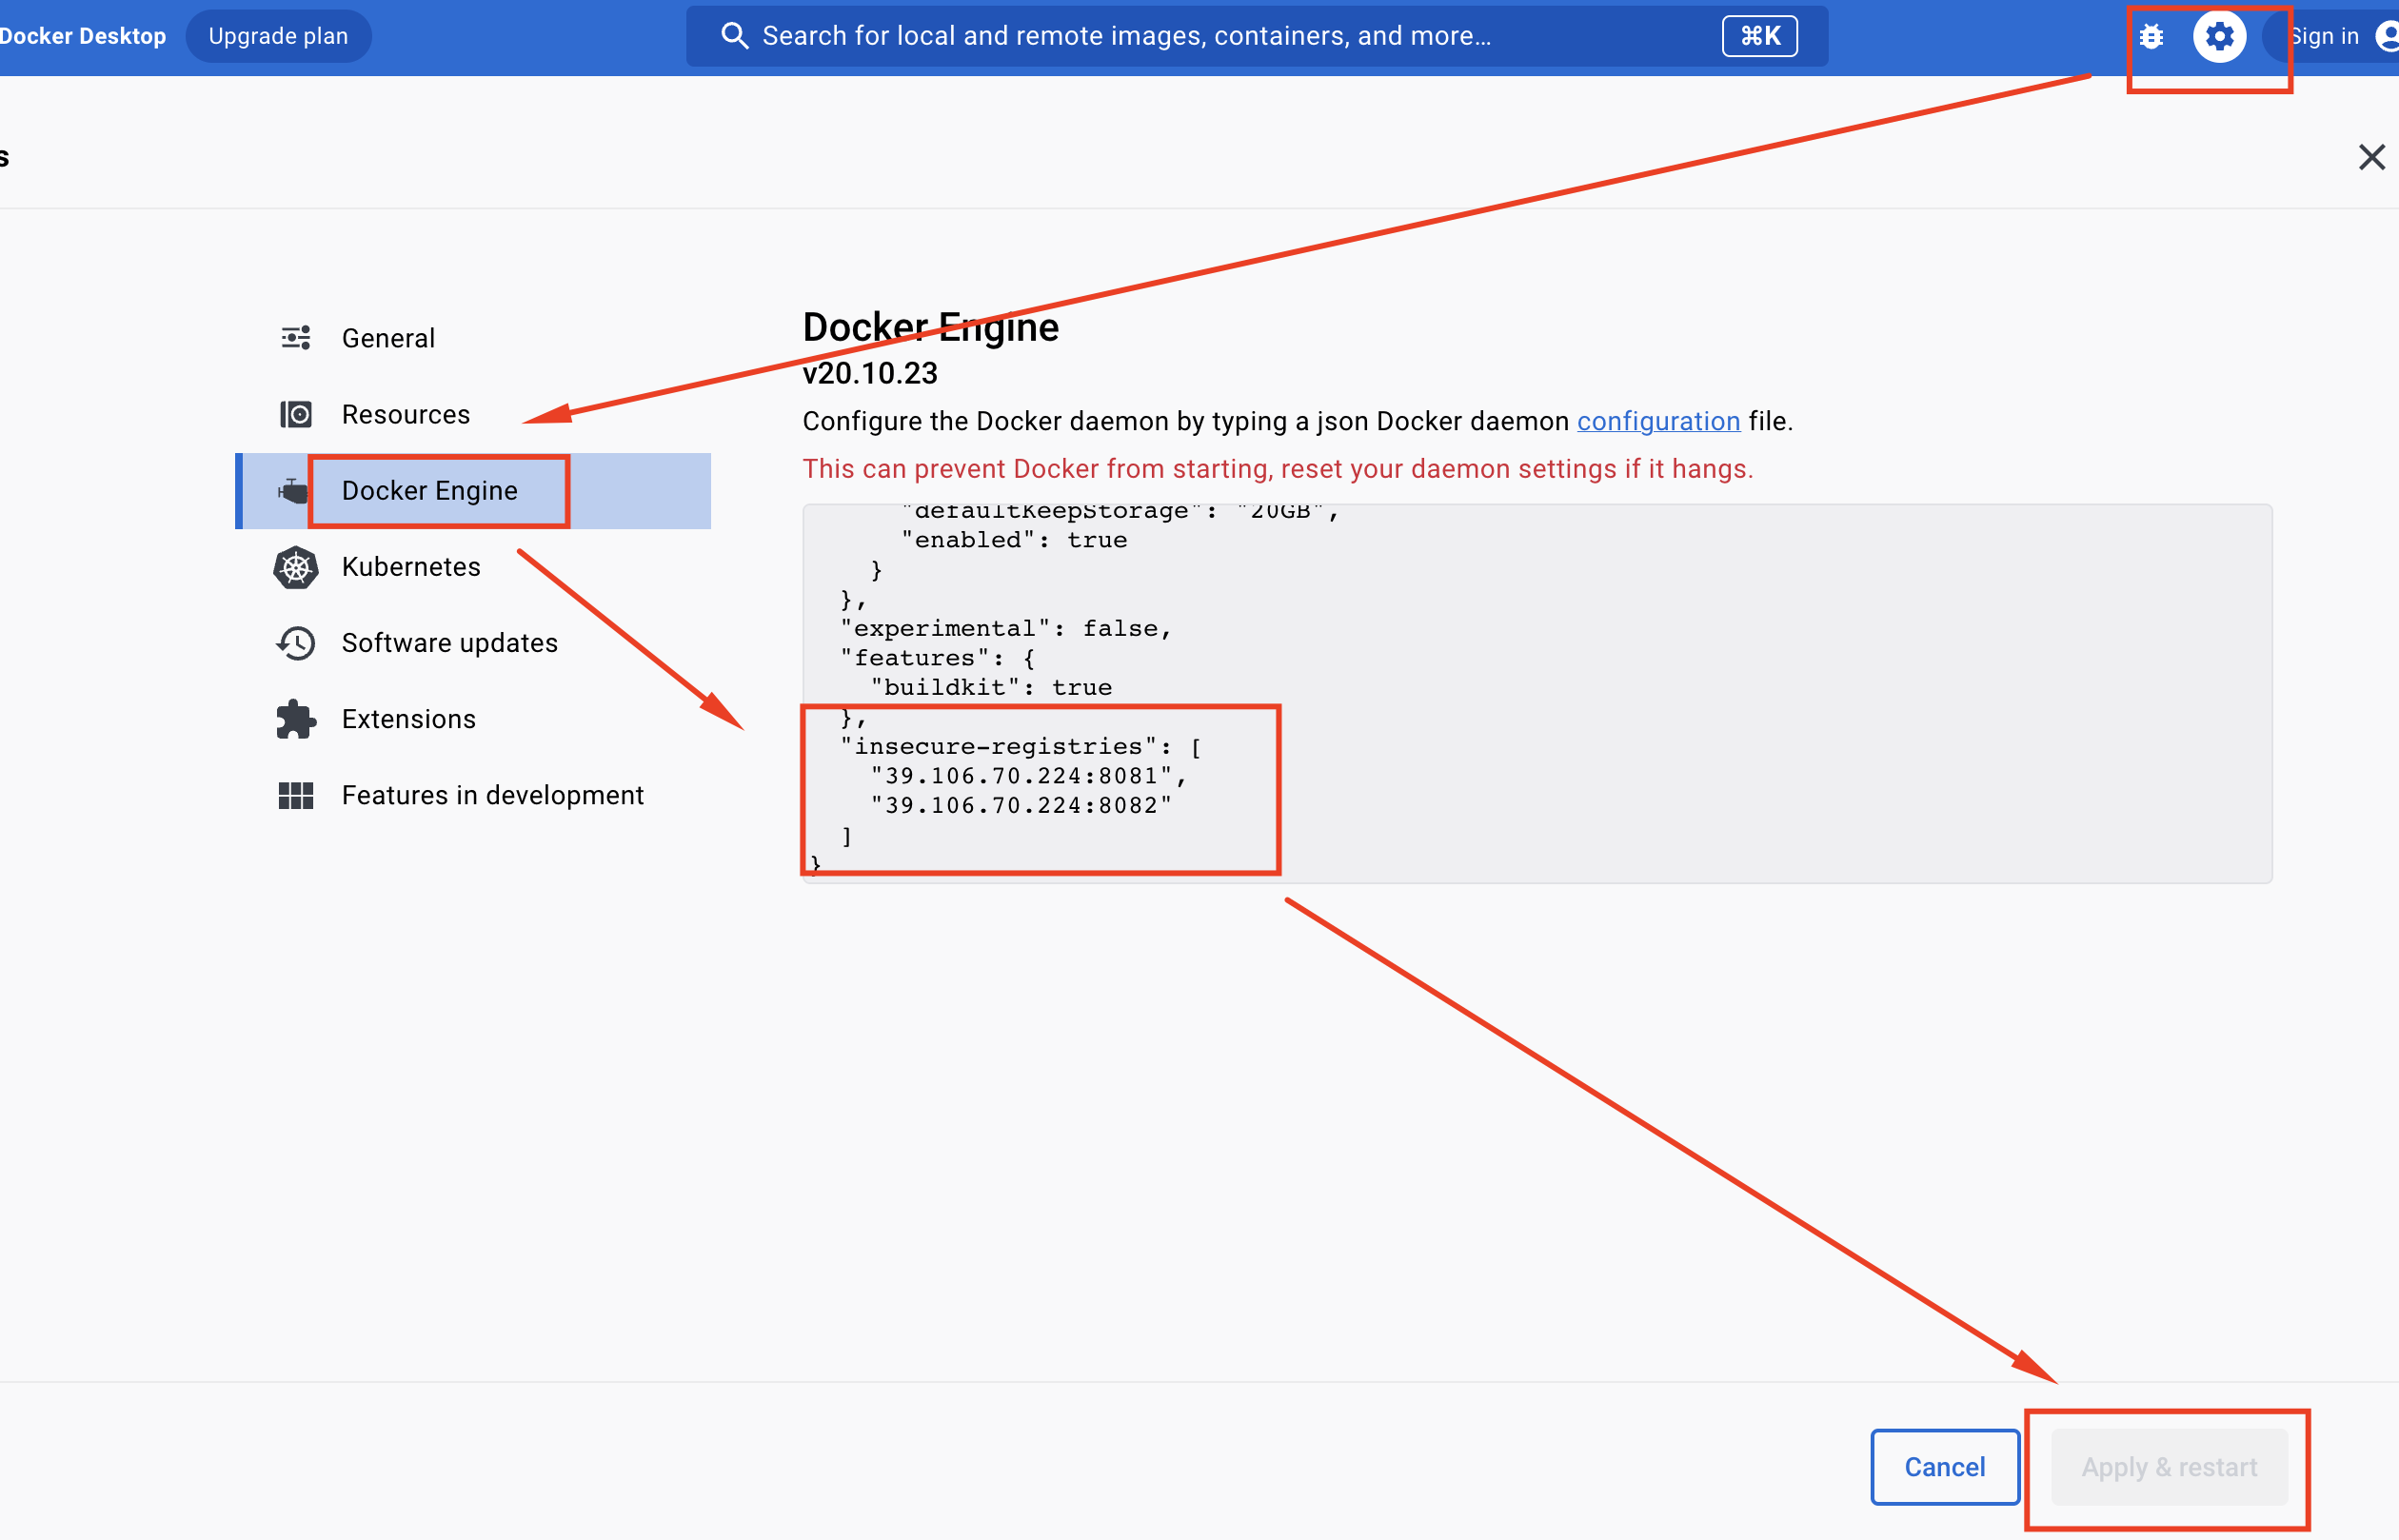 Docker Desktop
Upgrade plan
Search for local and remote images, containers, and more...
⌘K
Sign in
s
General
Resources
Docker Engine
Kubernetes
Software updates
Extensions
Features in development
Docker Engine
v20.10.23
Configure the Docker daemon by typing a json Docker daemon configuration file.
This can prevent Docker from starting, reset your daemon settings if it hangs.
"defaultKeepStorage": "20GB",
"enabled": true
}
},
"experimental": false,
"features": {
"buildkit": true
},
"insecure-registries": [
"39.106.70.224:8081",
"39.106.70.224:8082"
]
}
Cancel
Apply & restart